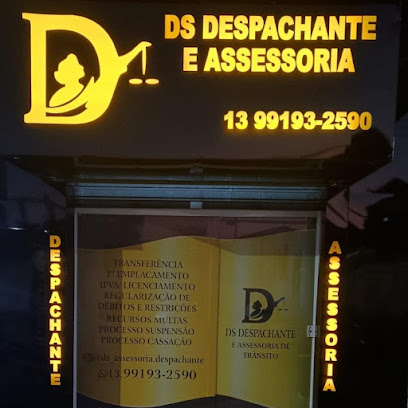 DS DESPACHANTE
E ASSESSORIA
13 99193-2590
DESPACHANTE
TRANSFERÊNCIA
1º EMPLACAMENTO
IPVA/LICENCIAMENTO
REGULARIZAÇÃO DE
DÉBITOS E RESTRIÇÕES
RECURSOS MULTAS
PROCESSO SUSPENSÃO
PROCESSO CASSAÇÃO
@ds_assessoria.despachante
13 99193-2590
DS DESPACHANTE
E ASSESSORIA DE
TRÂNSITO
ASSESSORIA